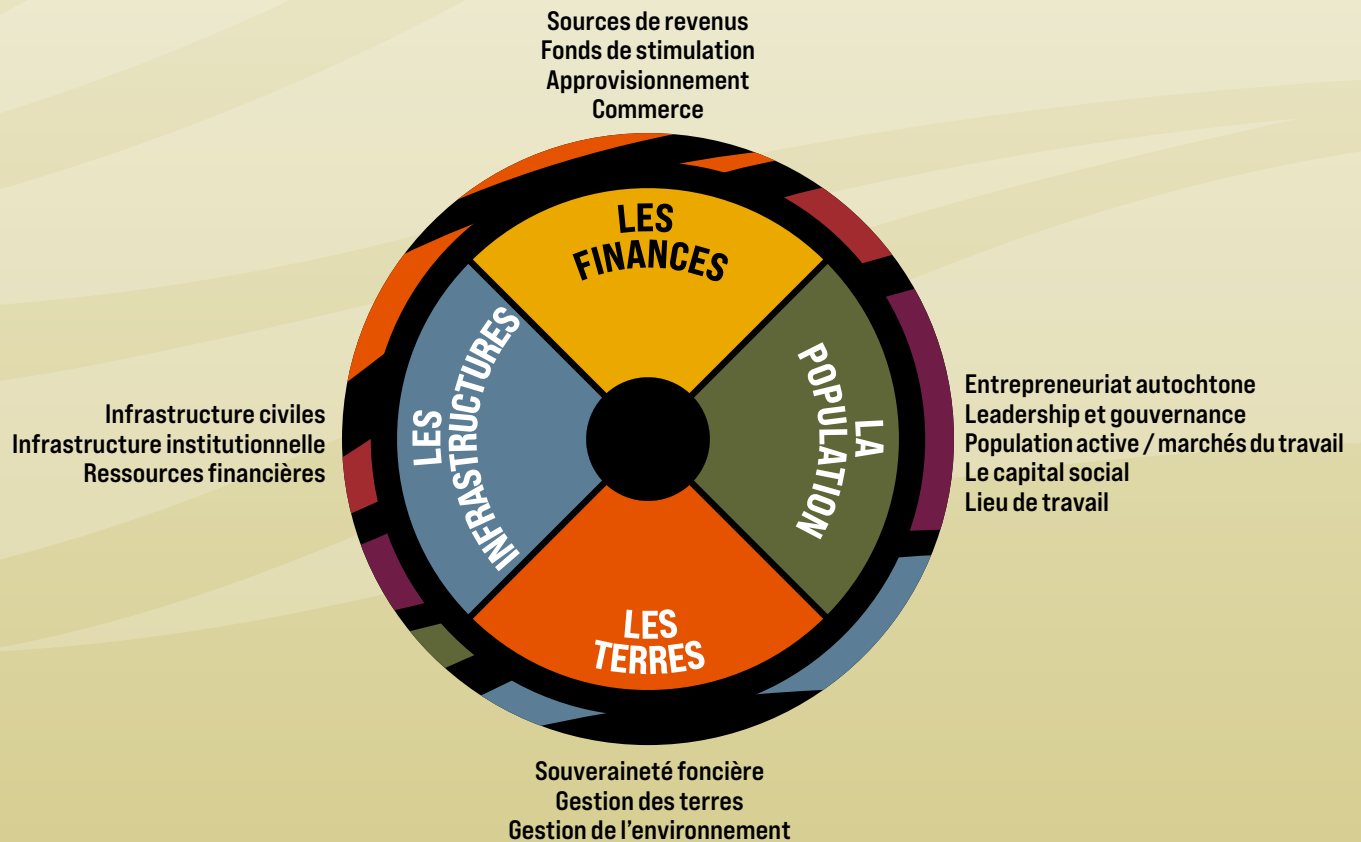 Sources de revenus
Fonds de stimulation
Approvisionnement
Commerce
LES
FINANCES
LES
INFRASTRUCTURES
LA
POPULATION
LES
TERRES
Infrastructure civiles
Infrastructure institutionnelle
Ressources financières
Entrepreneuriat autochtone
Leadership et gouvernance
Population active / marchés du travail
Le capital social
Lieu de travail
Souveraineté foncière
Gestion des terres
Gestion de l'environnement